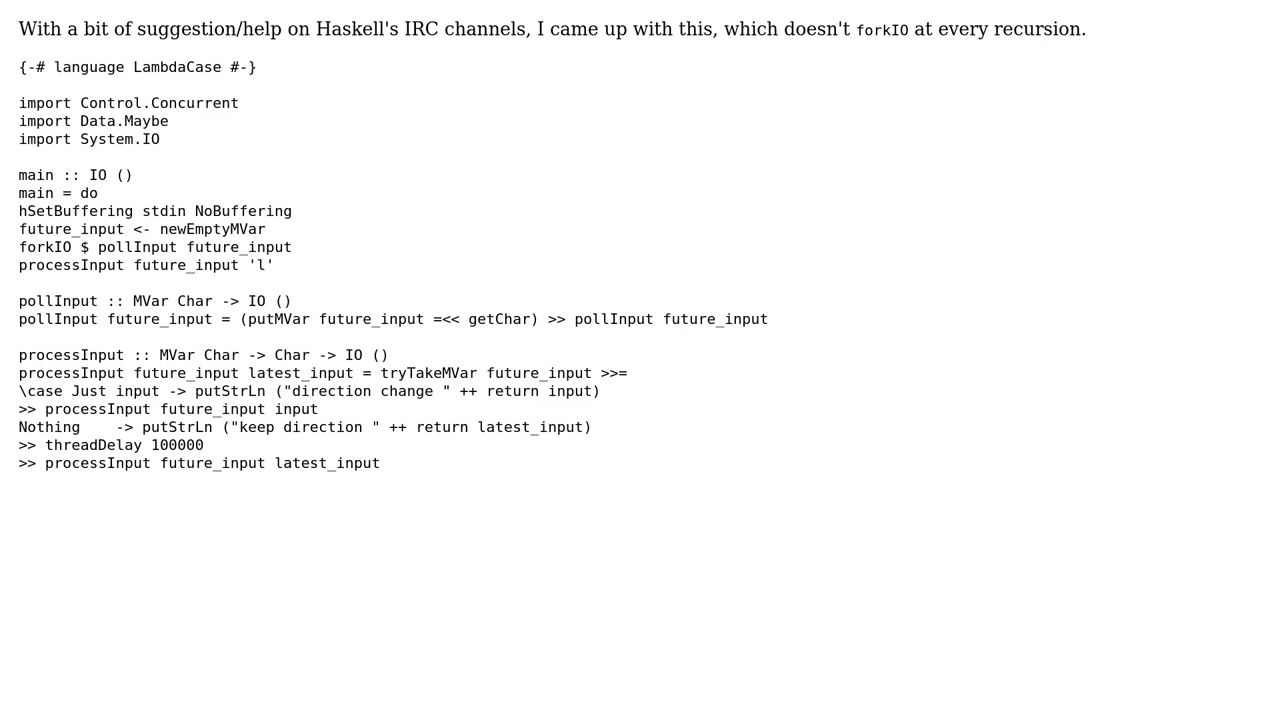 With a bit of suggestion/help on Haskell's IRC channels, I came up with this, which doesn't forkIO at every recursion.
{-# language LambdaCase #-}
import Control.Concurrent
import Data.Maybe
import System.IO
main :: IO ()
main = do
hSetBuffering stdin NoBuffering
future_input <- newEmptyMVar
forkIO $ pollInput future_input
processInput future_input 'l'
pollInput :: MVar Char -> IO ()
pollInput future_input = (putMVar future_input =<< getChar) >> pollInput future_input
processInput :: MVar Char -> Char -> IO ()
processInput future_input latest_input = tryTakeMVar future_input >>=
\case Just input -> putStrLn ("direction change " ++ return input)
>> processInput future_input input
Nothing    -> putStrLn ("keep direction " ++ return latest_input)
>> threadDelay 100000
>> processInput future_input latest_input